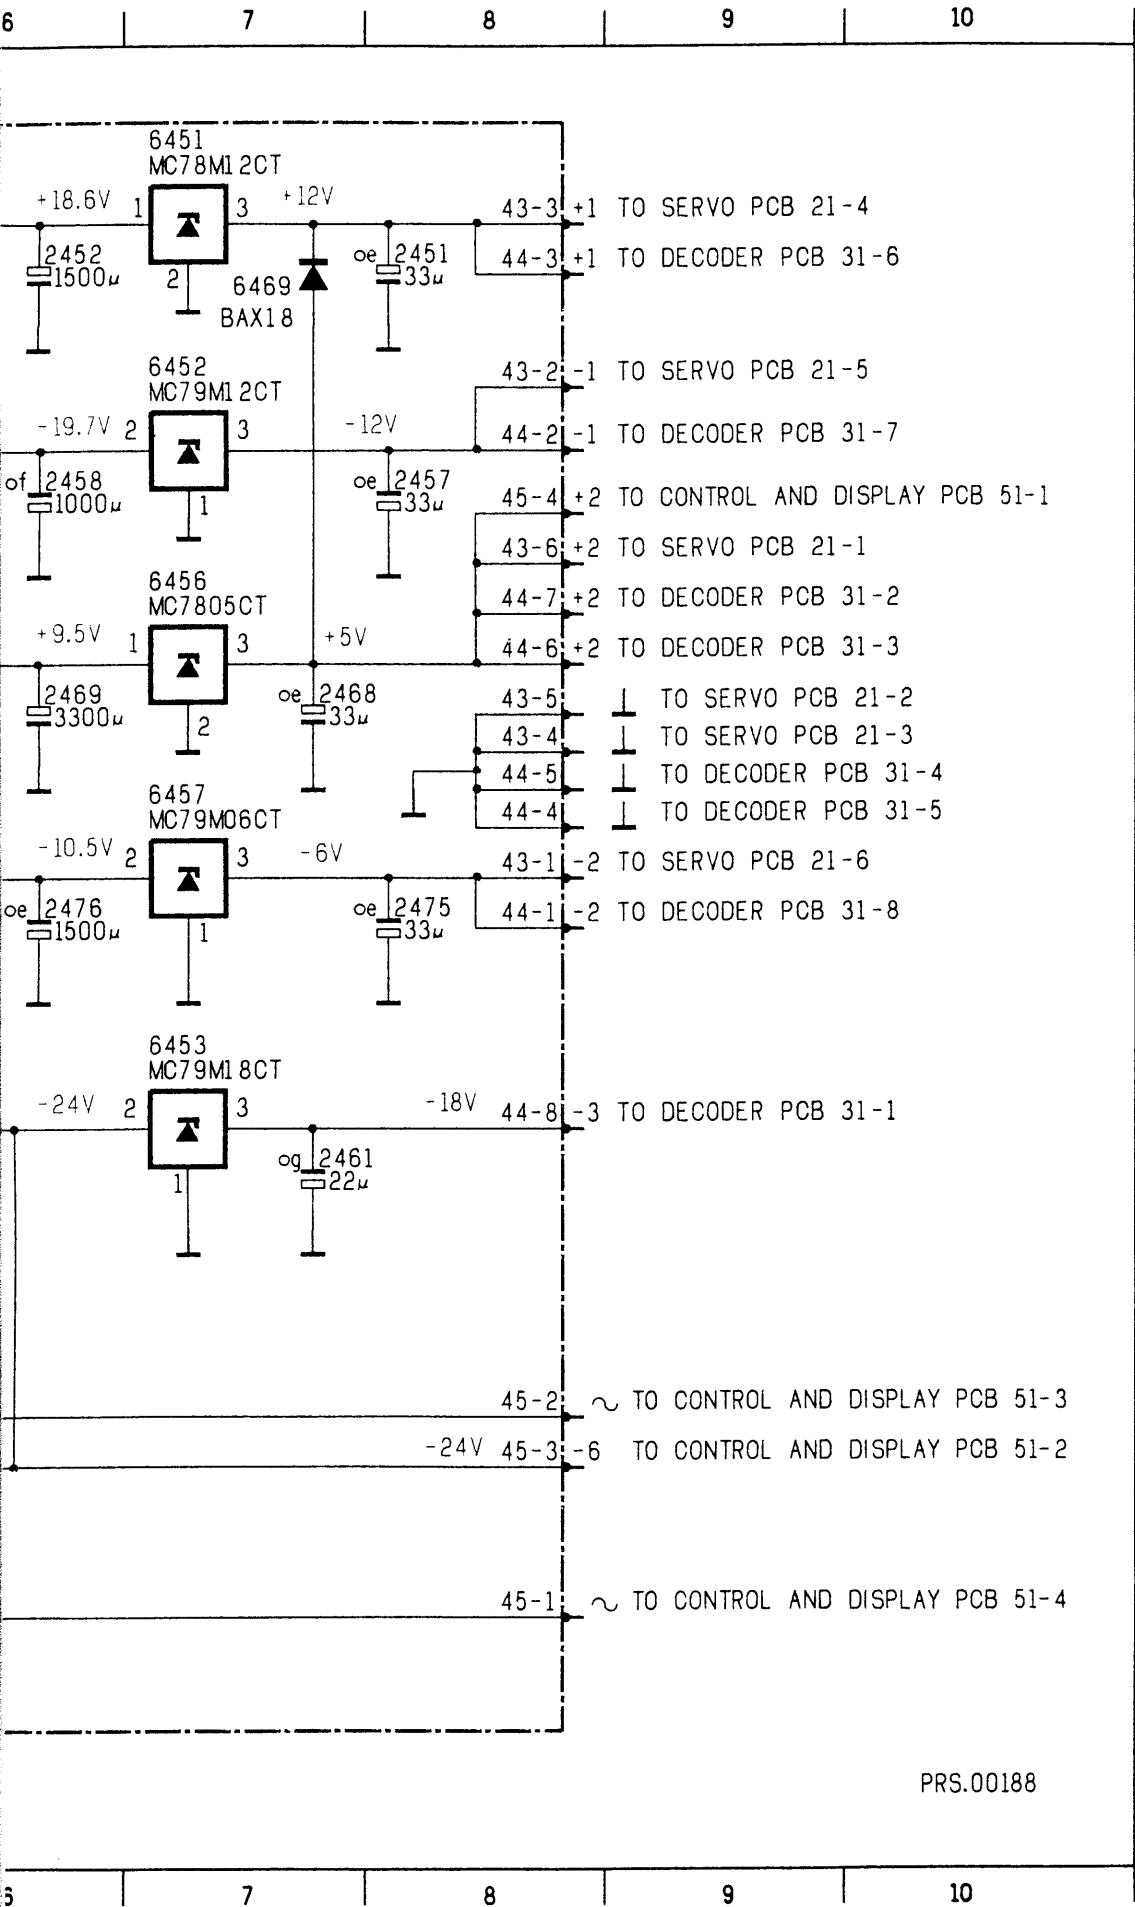 6 7 8 9 10
6451
MC78M12CT
+18.6V 1 3 +12V 43-3 +1 TO SERVO PCB 21-4
2452 oe 2451 44-3 +1 TO DECODER PCB 31-6
1500µ 2 6469 33µ
BAX18
6452 43-2 -1 TO SERVO PCB 21-5
MC79M12CT
-19.7V 2 3 -12V 44-2 -1 TO DECODER PCB 31-7
of 2458 oe 2457 45-4 +2 TO CONTROL AND DISPLAY PCB 51-1
1000µ 1 33µ
43-6 +2 TO SERVO PCB 21-1
6456
MC7805CT 44-7 +2 TO DECODER PCB 31-2
+9.5V 1 3 +5V 44-6 +2 TO DECODER PCB 31-3
2469 oe 2468 43-5 ⊥ TO SERVO PCB 21-2
3300µ 2 33µ
43-4 ⊥ TO SERVO PCB 21-3
44-5 ⊥ TO DECODER PCB 31-4
6457
MC79M06CT 44-4 ⊥ TO DECODER PCB 31-5
-10.5V 2 3 -6V 43-1 -2 TO SERVO PCB 21-6
oe 2476 oe 2475 44-1 -2 TO DECODER PCB 31-8
1500µ 1 33µ
6453
MC79M18CT
-24V 2 3 -18V 44-8 -3 TO DECODER PCB 31-1
og 2461
1 22µ
45-2 ~ TO CONTROL AND DISPLAY PCB 51-3
-24V 45-3 -6 TO CONTROL AND DISPLAY PCB 51-2
45-1 ~ TO CONTROL AND DISPLAY PCB 51-4
PRS.00188
7 8 9 10